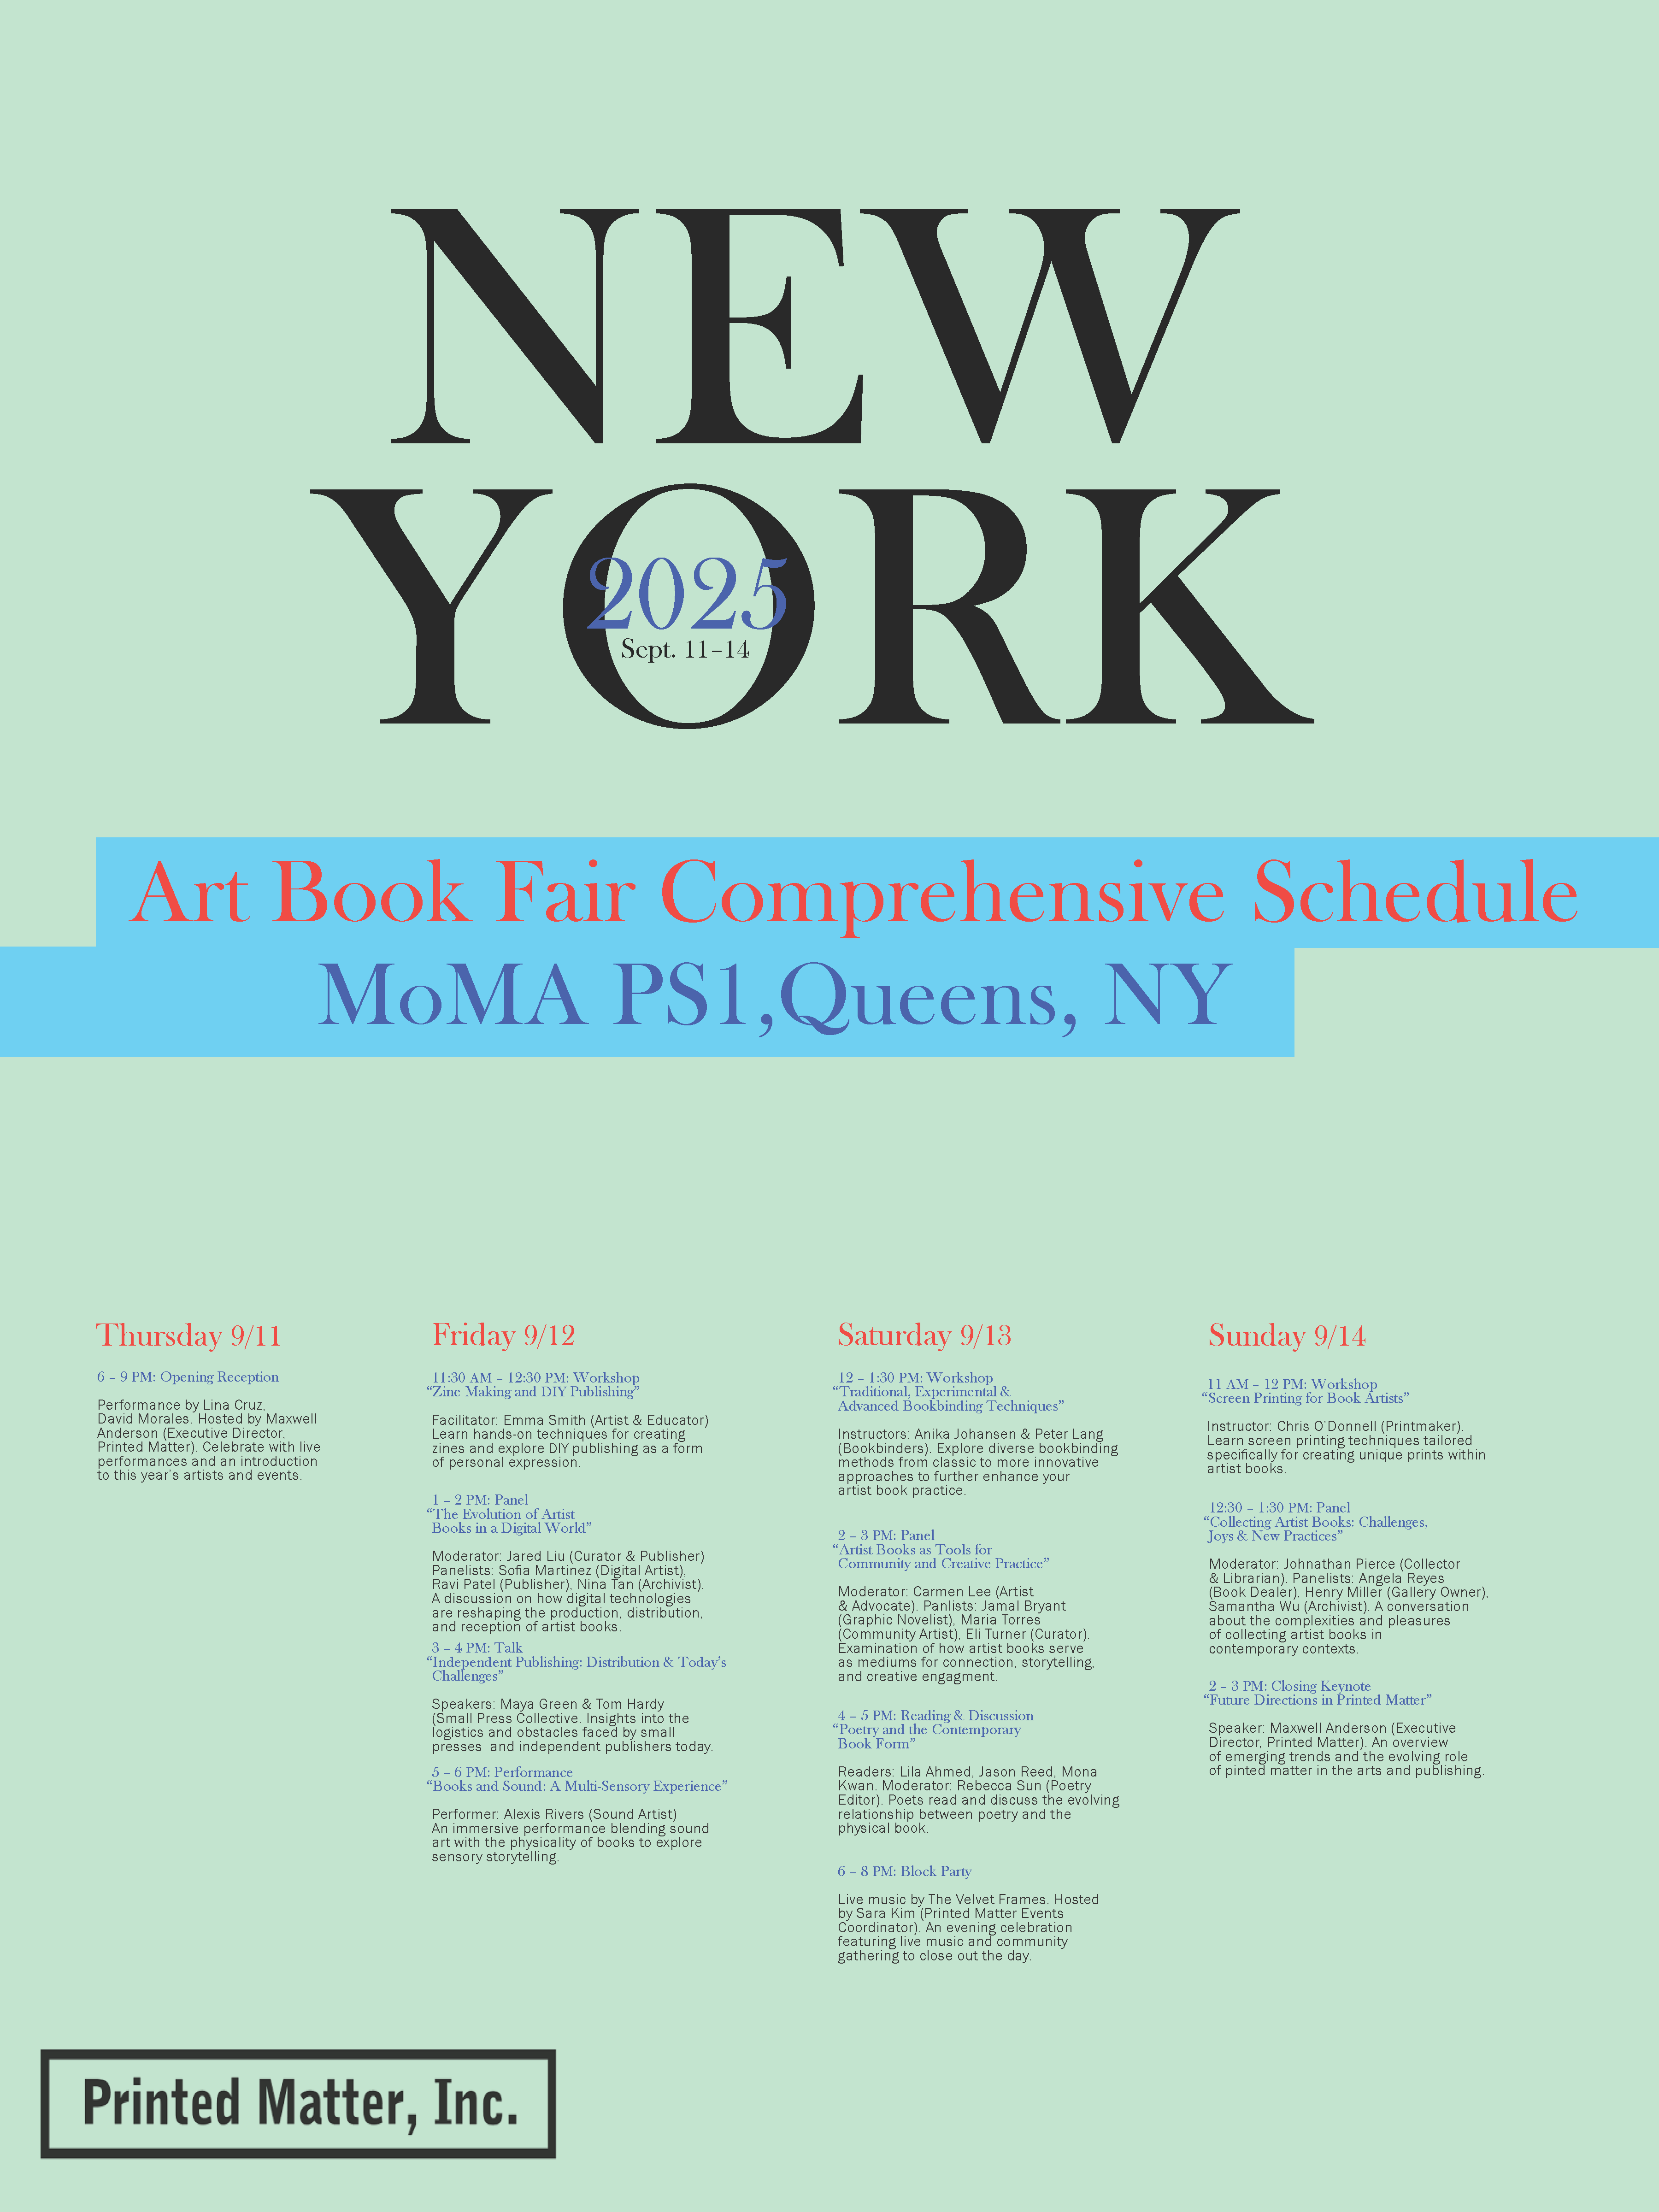 NEW
YORK
2025
Sept. 11–14
Art Book Fair Comprehensive Schedule
MoMA PS1,Queens, NY
Thursday 9/11
6 – 9 PM: Opening Reception
Performance by Lina Cruz,
David Morales. Hosted by Maxwell
Anderson (Executive Director,
Printed Matter). Celebrate with live
performances and an introduction
to this year's artists and events.
Friday 9/12
11:30 AM – 12:30 PM: Workshop
“Zine Making and DIY Publishing”
Facilitator: Emma Smith (Artist & Educator)
Learn hands-on techniques for creating
zines and explore DIY publishing as a form
of personal expression.
1 – 2 PM: Panel
“The Evolution of Artist
Books in a Digital World”
Moderator: Jared Liu (Curator & Publisher)
Panelists: Sofia Martinez (Digital Artist),
Ravi Patel (Publisher), Nina Tan (Archivist).
A discussion on how digital technologies
are reshaping the production, distribution,
and reception of artist books.
3 – 4 PM: Talk
“Independent Publishing: Distribution & Today's
Challenges”
Speakers: Maya Green & Tom Hardy
(Small Press Collective. Insights into the
logistics and obstacles faced by small
presses  and independent publishers today.
5 – 6 PM: Performance
“Books and Sound: A Multi-Sensory Experience”
Performer: Alexis Rivers (Sound Artist)
An immersive performance blending sound
art with the physicality of books to explore
sensory storytelling.
Saturday 9/13
12 – 1:30 PM: Workshop
“Traditional, Experimental &
Advanced Bookbinding Techniques”
Instructors: Anika Johansen & Peter Lang
(Bookbinders). Explore diverse bookbinding
methods from classic to more innovative
approaches to further enhance your
artist book practice.
2 – 3 PM: Panel
“Artist Books as Tools for
Community and Creative Practice”
Moderator: Carmen Lee (Artist
& Advocate). Panlists: Jamal Bryant
(Graphic Novelist), Maria Torres
(Community Artist), Eli Turner (Curator).
Examination of how artist books serve
as mediums for connection, storytelling,
and creative engagment.
4 – 5 PM: Reading & Discussion
“Poetry and the Contemporary
Book Form”
Readers: Lila Ahmed, Jason Reed, Mona
Kwan. Moderator: Rebecca Sun (Poetry
Editor). Poets read and discuss the evolving
relationship between poetry and the
physical book.
6 – 8 PM: Block Party
Live music by The Velvet Frames. Hosted
by Sara Kim (Printed Matter Events
Coordinator). An evening celebration
featuring live music and community
gathering to close out the day.
Sunday 9/14
11 AM – 12 PM: Workshop
“Screen Printing for Book Artists”
Instructor: Chris O'Donnell (Printmaker).
Learn screen printing techniques tailored
specifically for creating unique prints within
artist books.
12:30 – 1:30 PM: Panel
“Collecting Artist Books: Challenges,
Joys & New Practices”
Moderator: Johnathan Pierce (Collector
& Librarian). Panelists: Angela Reyes
(Book Dealer), Henry Miller (Gallery Owner),
Samantha Wu (Archivist). A conversation
about the complexities and pleasures
of collecting artist books in
contemporary contexts.
2 – 3 PM: Closing Keynote
“Future Directions in Printed Matter”
Speaker: Maxwell Anderson (Executive
Director, Printed Matter). An overview
of emerging trends and the evolving role
of pinted matter in the arts and publishing.
Printed Matter, Inc.